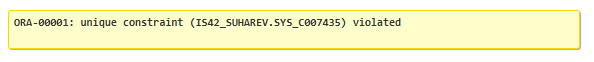 ORA-00001: unique constraint (IS42_SUHAREV.SYS_C007435) violated